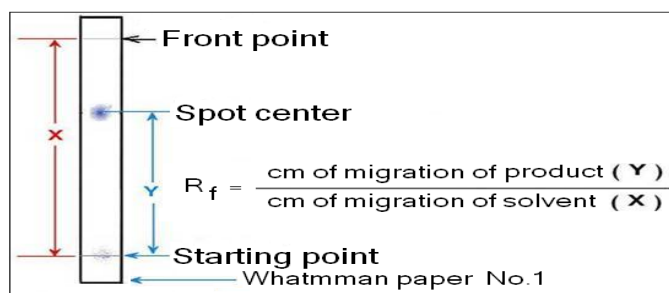 Front point
Spot center
X
Y
R f = cm of migration of product ( Y )
cm of migration of solvent ( X )
Starting point
Whatmman paper No.1